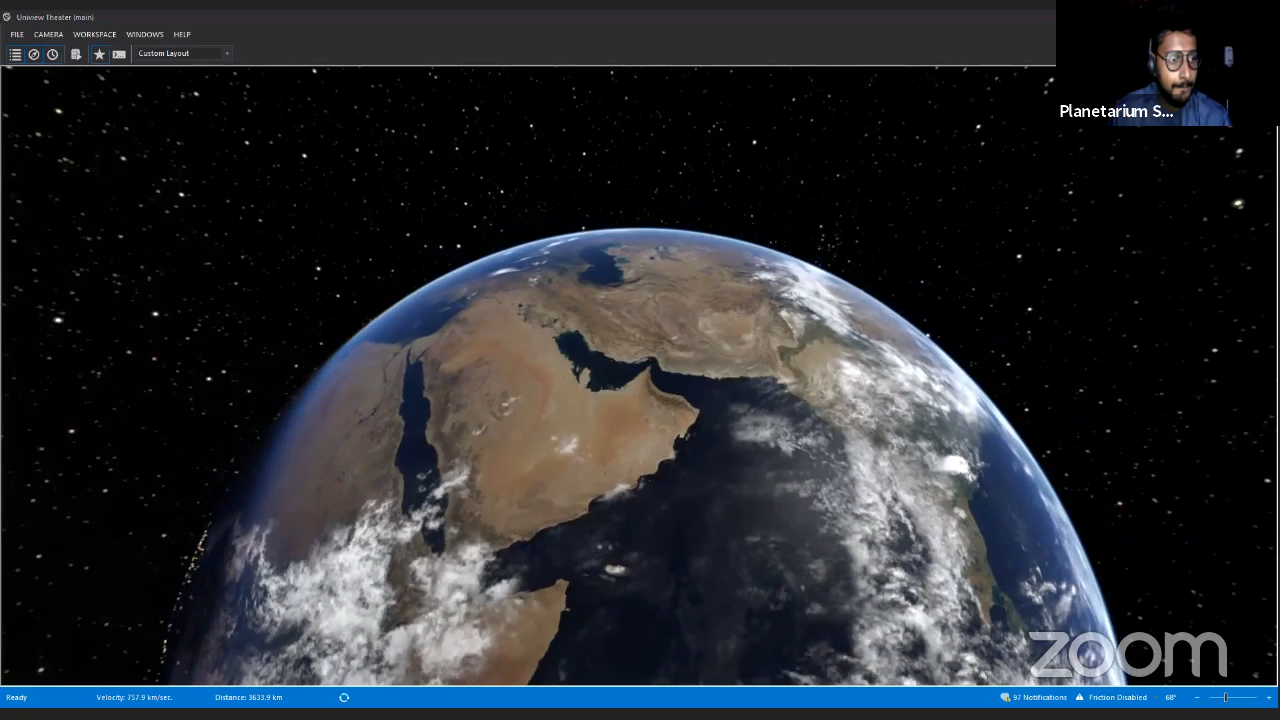 Uniview Theater (main)
FILE CAMERA WORKSPACE WINDOWS HELP
Custom Layout
Planetarium S...
zoom
Ready Velocity: 757.9 km/sec. Distance: 3633.9 km 97 Notifications Friction Disabled 68° − +